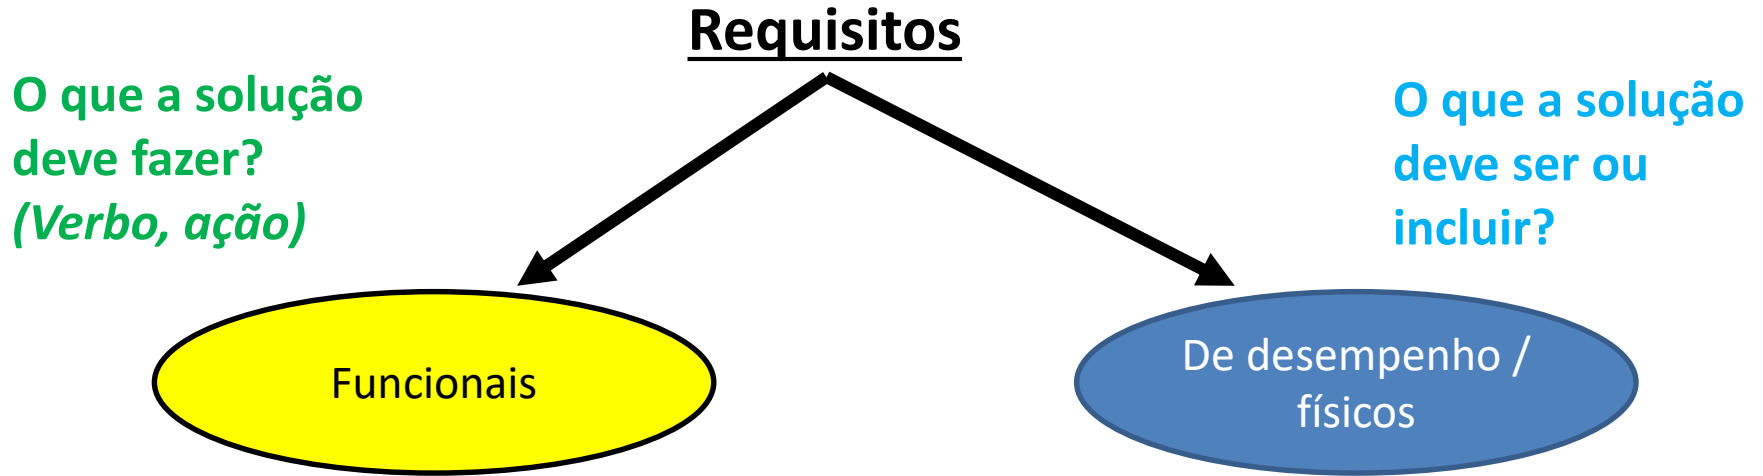 Requisitos
O que a solução
deve fazer?
(Verbo, ação)
O que a solução
deve ser ou
incluir?
Funcionais
De desempenho /
físicos